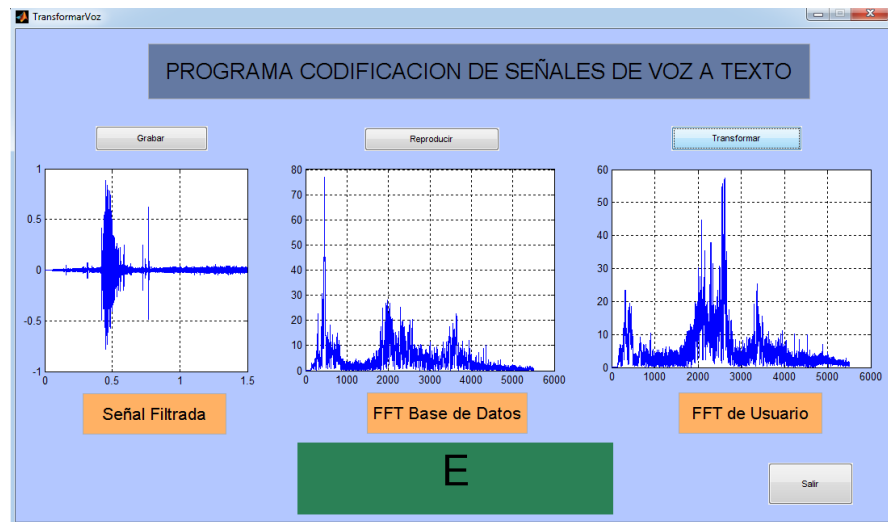 TransformarVoz
PROGRAMA CODIFICACION DE SEÑALES DE VOZ A TEXTO
Grabar
Reproducir
Transformar
1
0.5
0
-0.5
-1
0 0.5 1 1.5
80
70
60
50
40
30
20
10
0
0 1000 2000 3000 4000 5000 6000
60
50
40
30
20
10
0
0 1000 2000 3000 4000 5000 6000
Señal Filtrada
FFT Base de Datos
FFT de Usuario
E
Salir